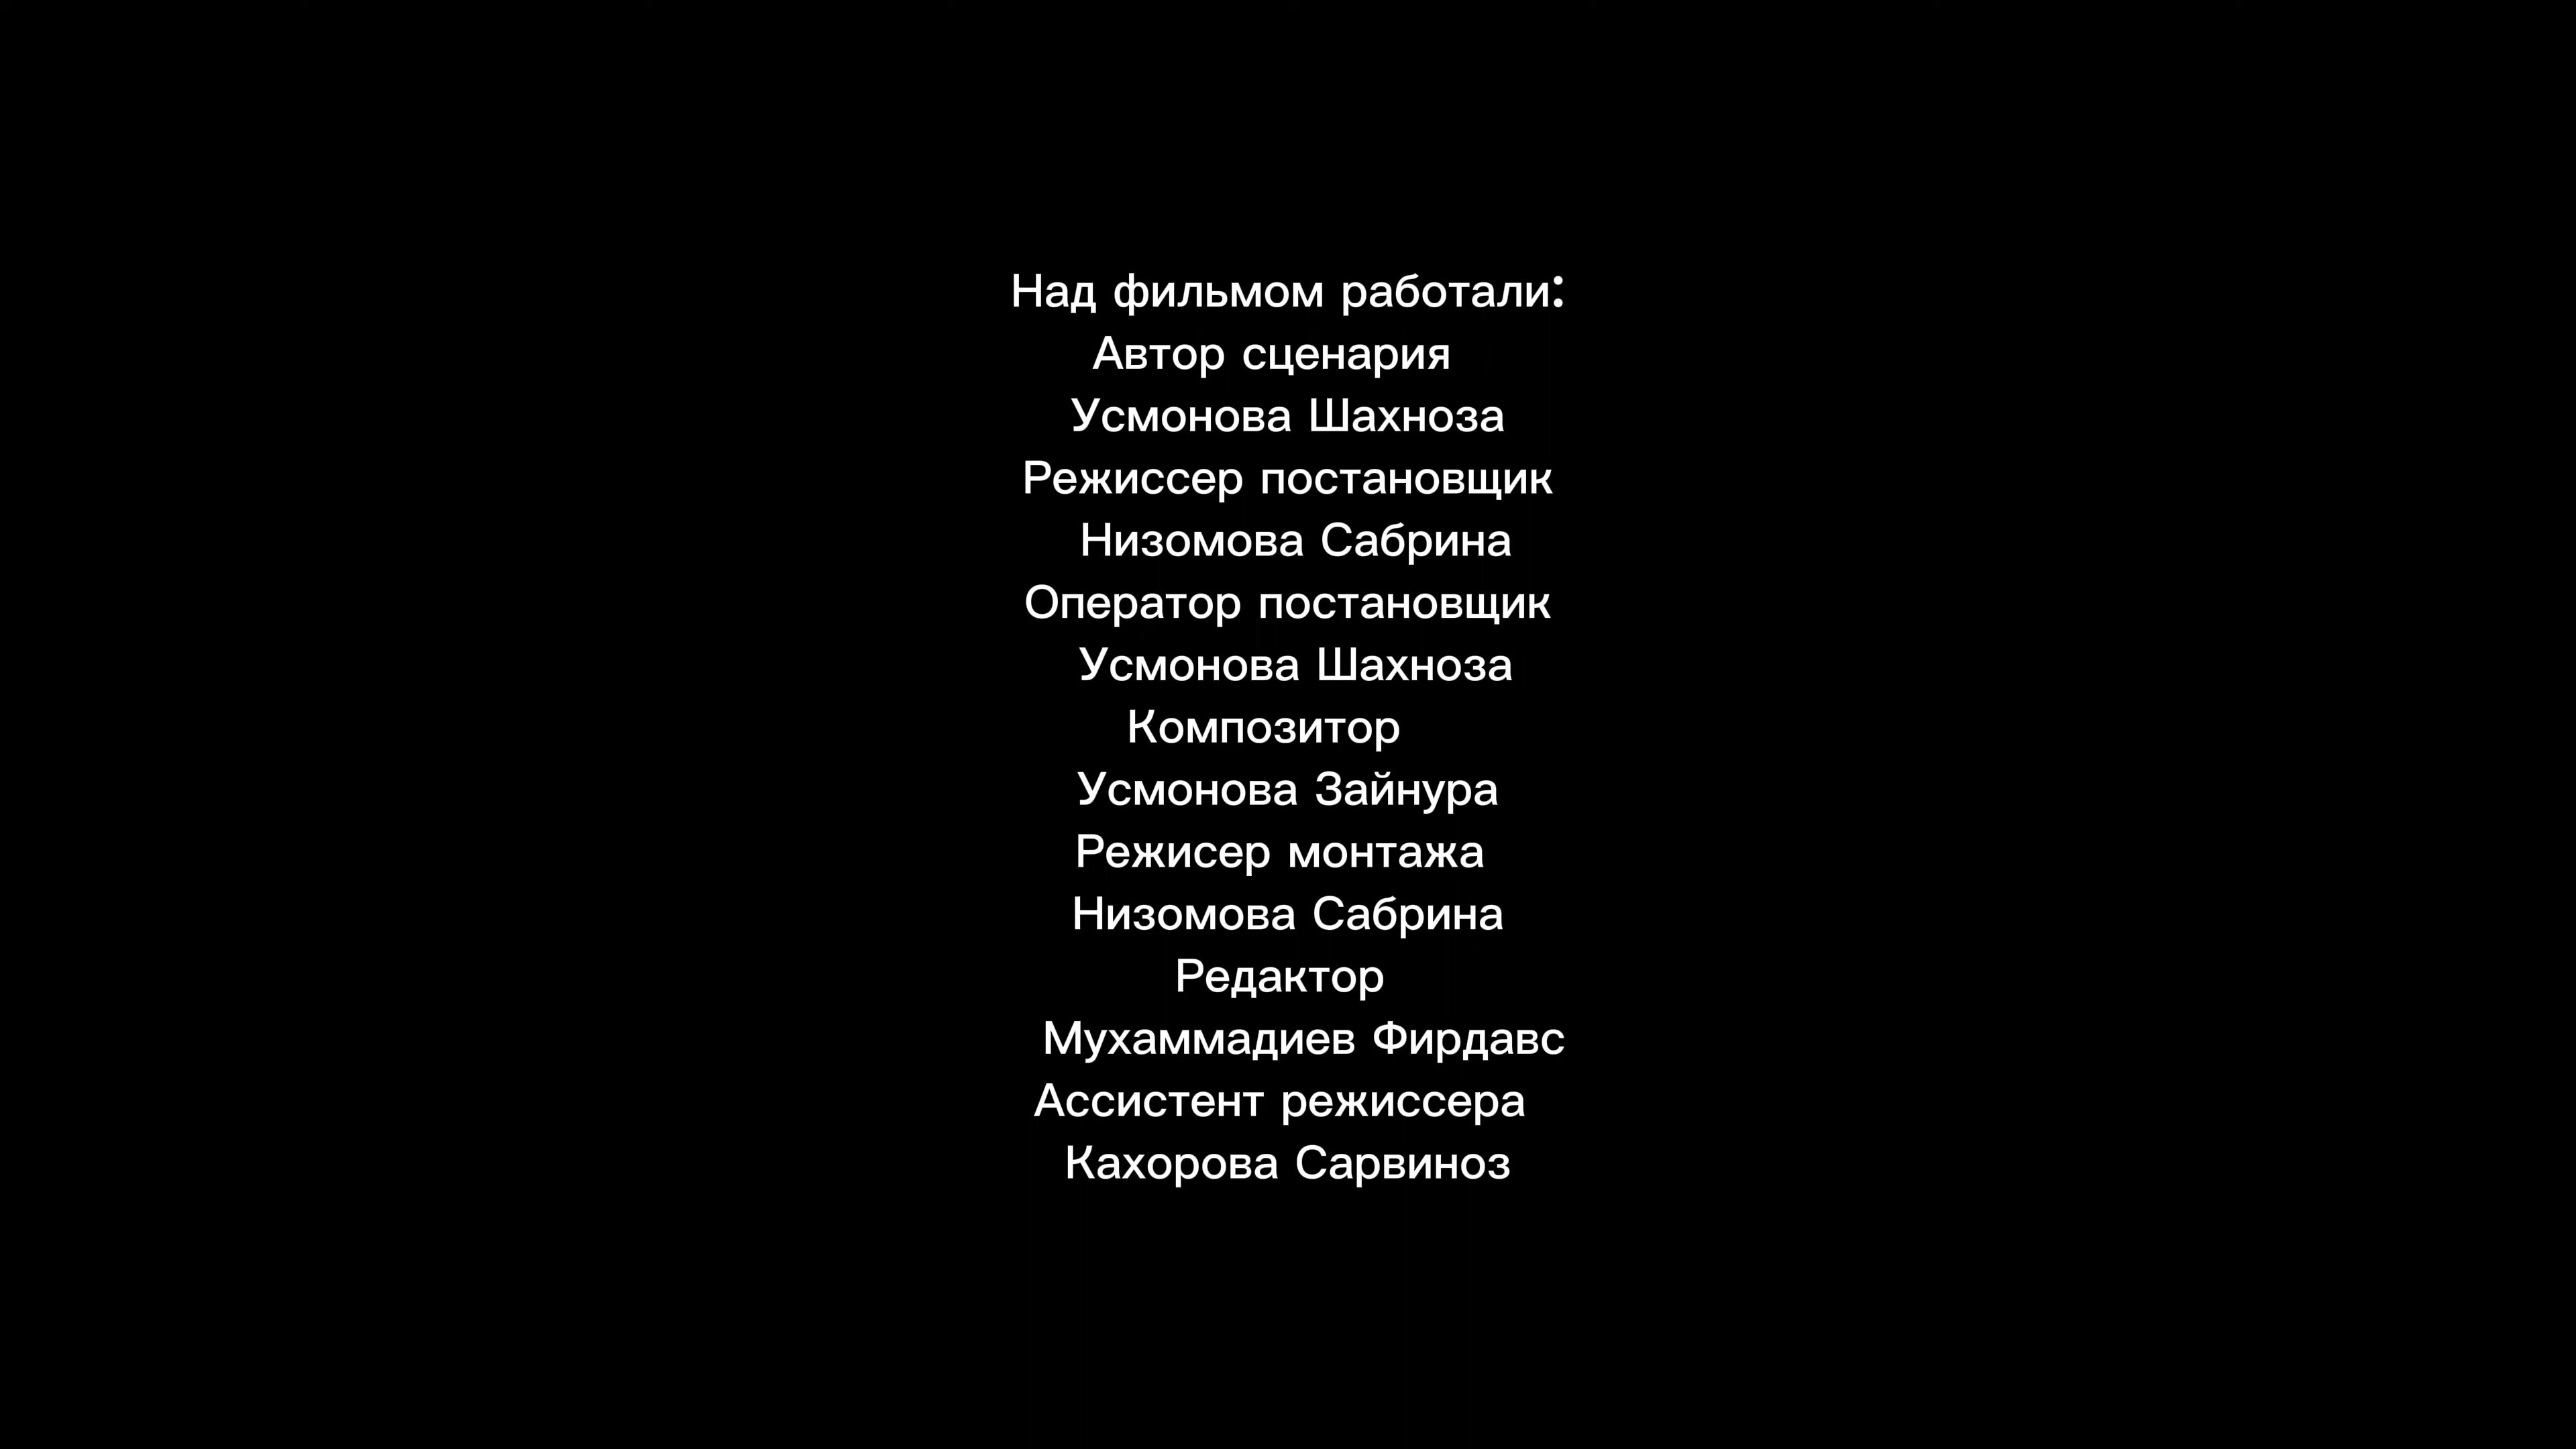 Над фильмом работали:
Автор сценария
Усмонова Шахноза
Режиссер постановщик
Низомова Сабрина
Оператор постановщик
Усмонова Шахноза
Композитор
Усмонова Зайнура
Режисер монтажа
Низомова Сабрина
Редактор
Мухаммадиев Фирдавс
Ассистент режиссера
Кахорова Сарвиноз